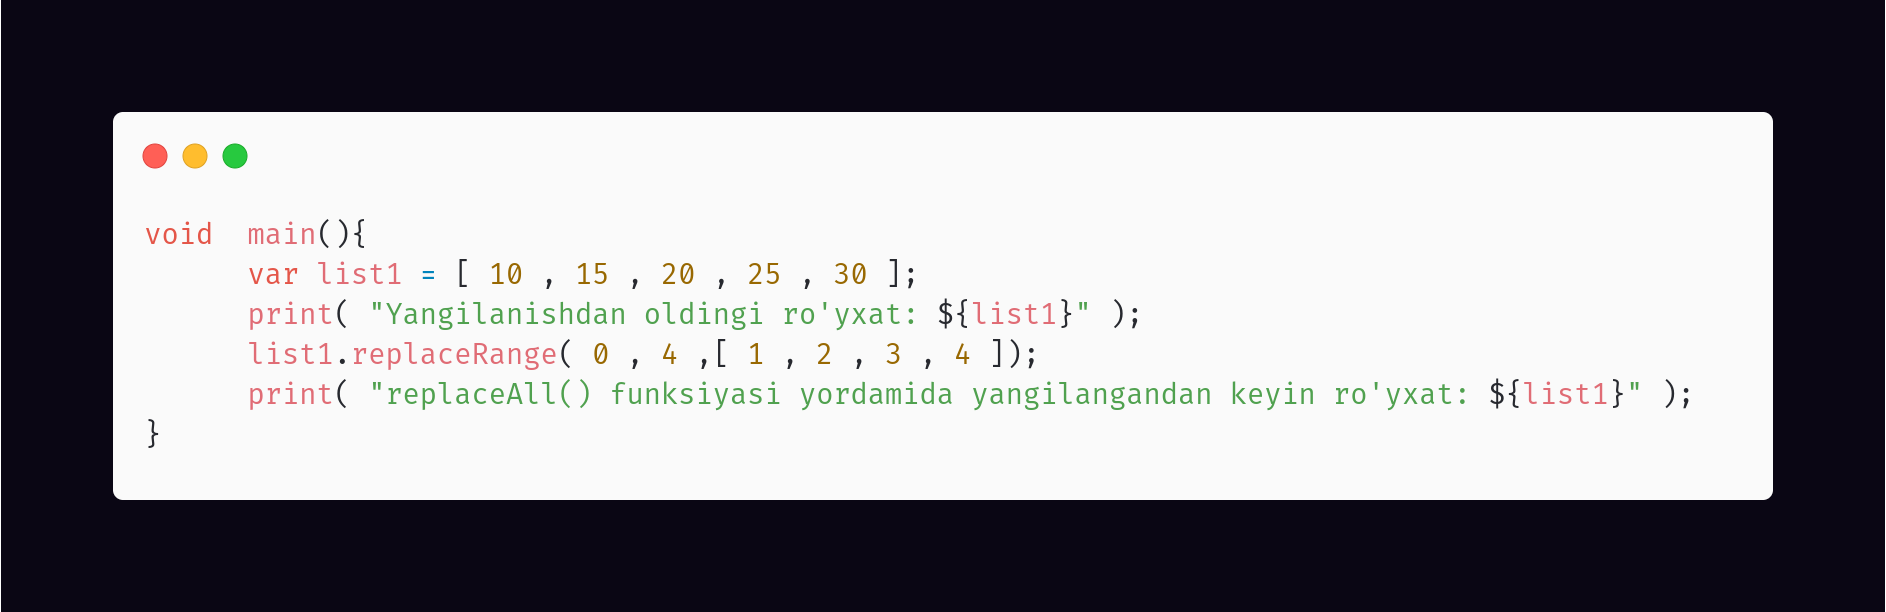 void  main(){
      var list1 = [ 10 , 15 , 20 , 25 , 30 ];
      print( "Yangilanishdan oldingi ro'yxat: ${list1}" );
      list1.replaceRange( 0 , 4 ,[ 1 , 2 , 3 , 4 ]);
      print( "replaceAll() funksiyasi yordamida yangilangandan keyin ro'yxat: ${list1}" );
}